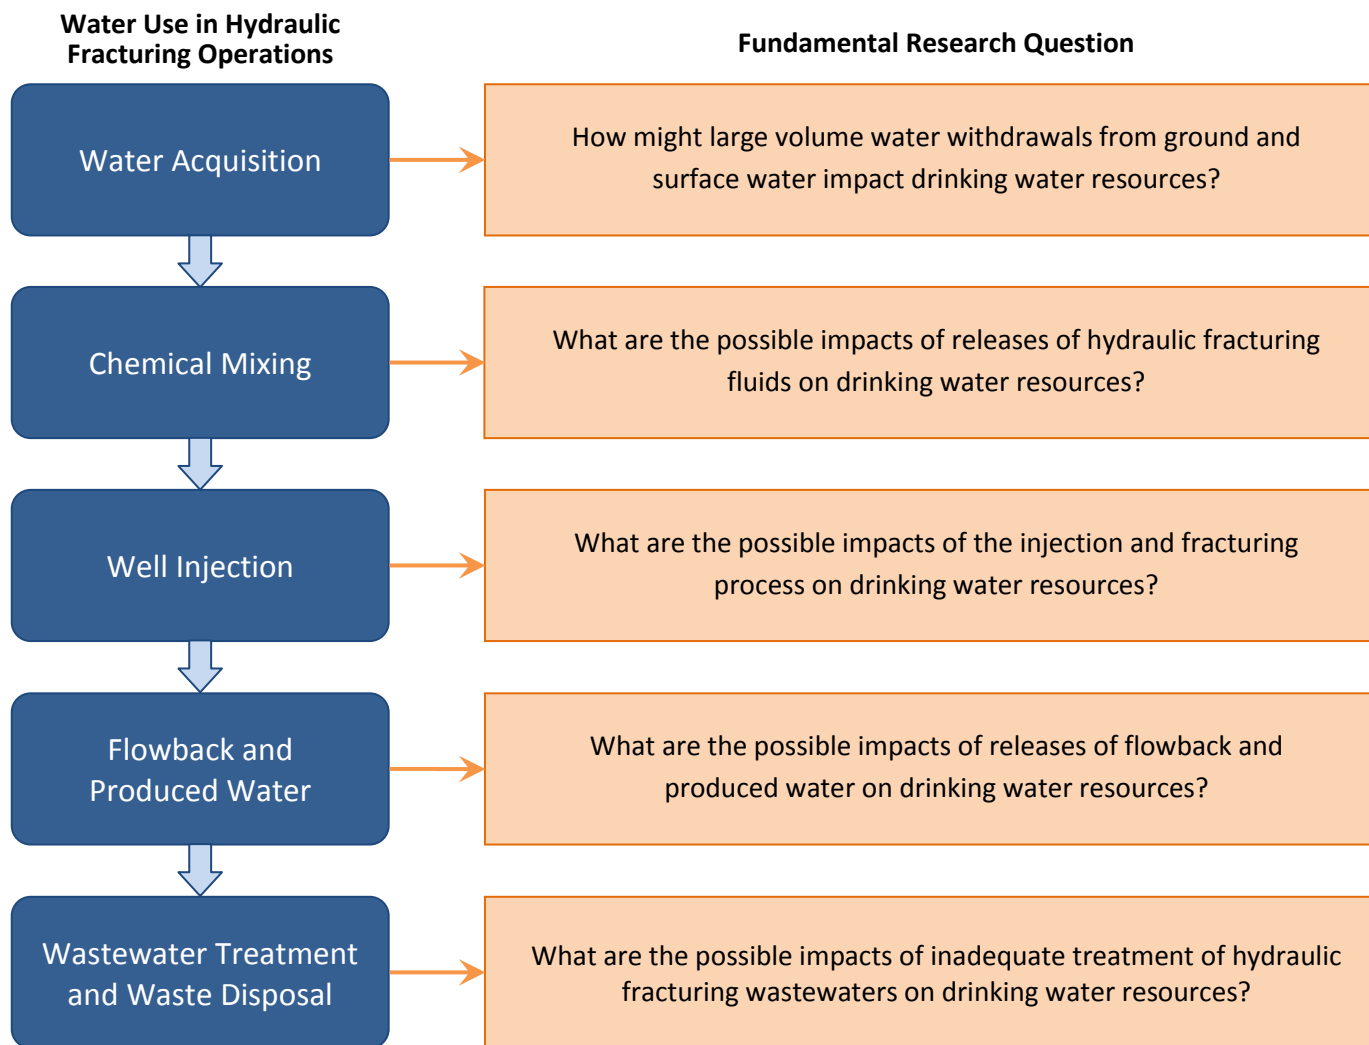 Water Use in Hydraulic
Fracturing Operations
Fundamental Research Question
Water Acquisition
How might large volume water withdrawals from ground and
surface water impact drinking water resources?
Chemical Mixing
What are the possible impacts of releases of hydraulic fracturing
fluids on drinking water resources?
Well Injection
What are the possible impacts of the injection and fracturing
process on drinking water resources?
Flowback and
Produced Water
What are the possible impacts of releases of flowback and
produced water on drinking water resources?
Wastewater Treatment
and Waste Disposal
What are the possible impacts of inadequate treatment of hydraulic
fracturing wastewaters on drinking water resources?